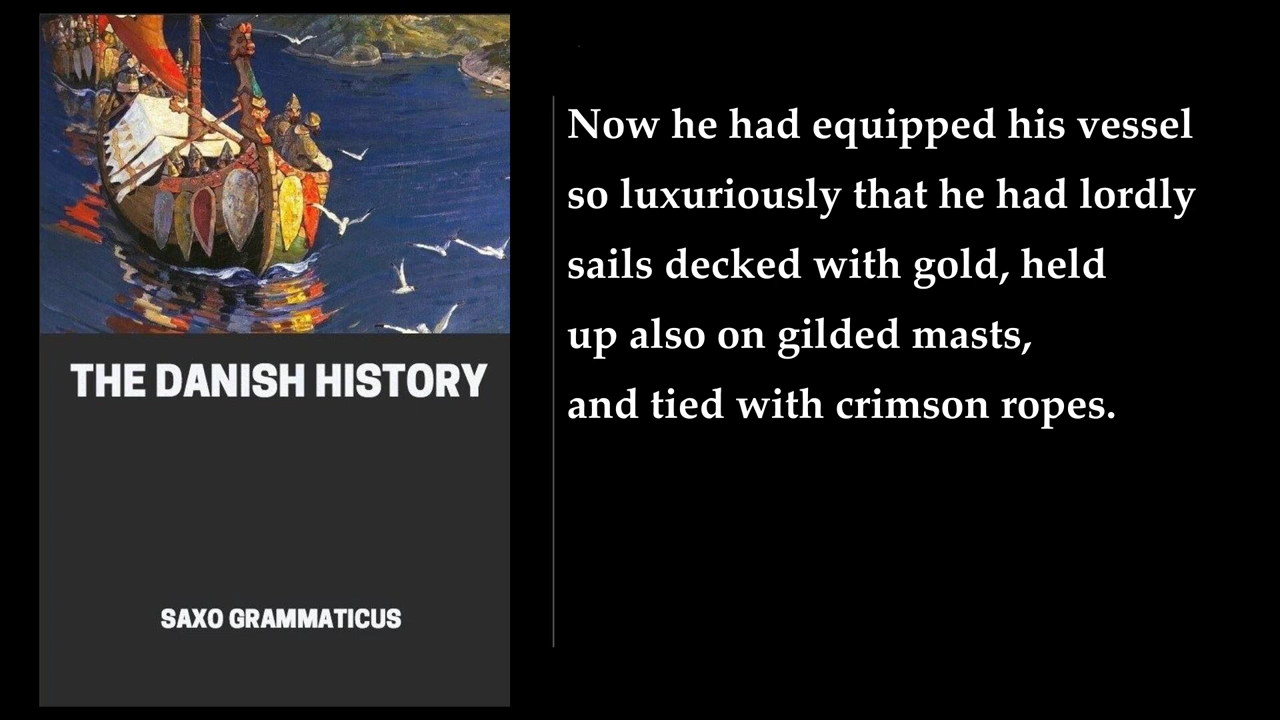 THE DANISH HISTORY
SAXO GRAMMATICUS
Now he had equipped his vessel
so luxuriously that he had lordly
sails decked with gold, held
up also on gilded masts,
and tied with crimson ropes.